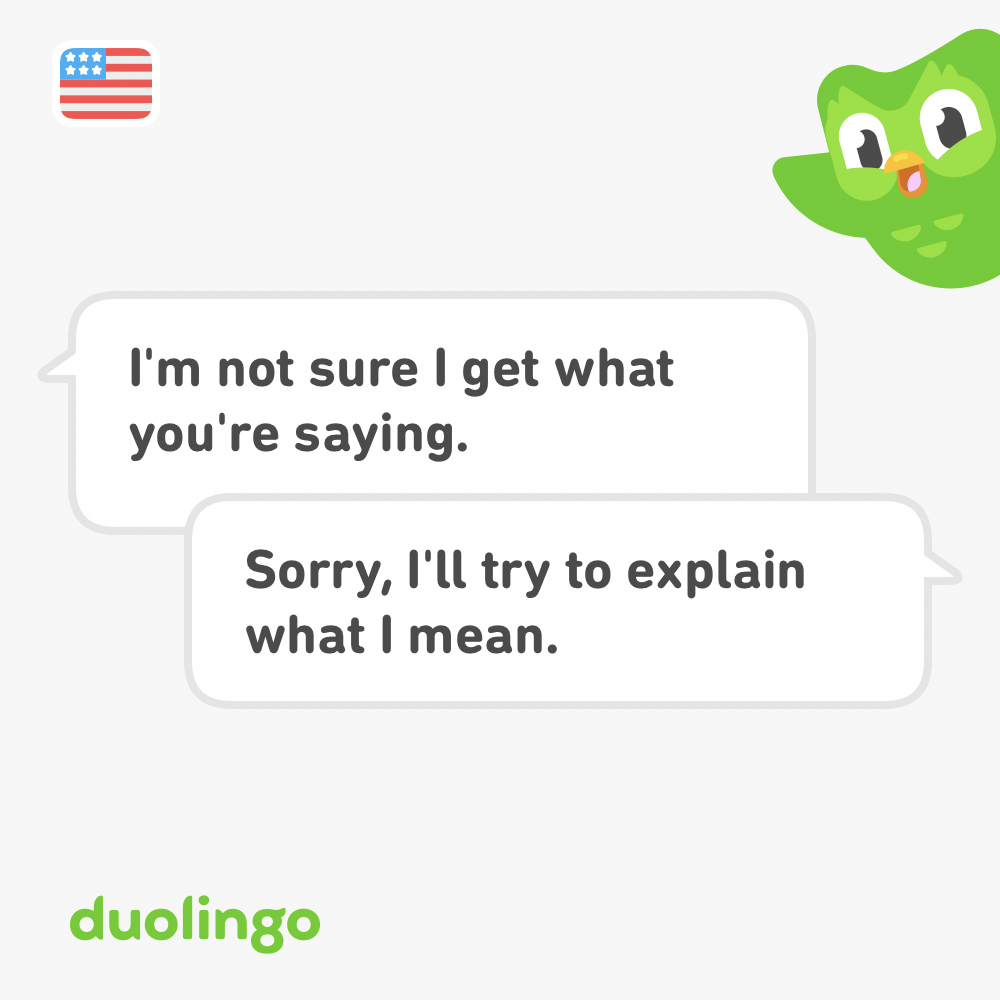 I'm not sure I get what
you're saying.
Sorry, I'll try to explain
what I mean.
duolingo